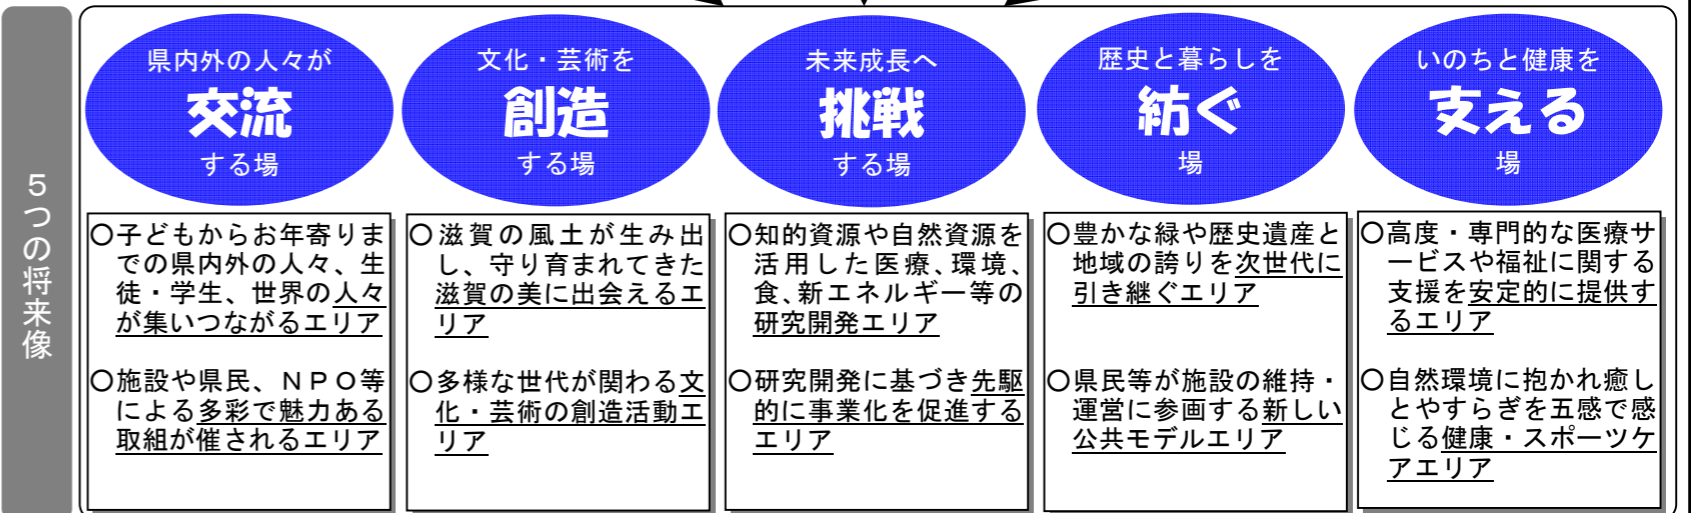 5つの将来像
県内外の人々が
交流
する場
文化・芸術を
創造
する場
未来成長へ
挑戦
する場
歴史と暮らしを
紡ぐ
場
いのちと健康を
支える
場
○子どもからお年寄りま
での県内外の人々、生
徒・学生、世界の人々
が集いつながるエリア
○施設や県民、ＮＰＯ等
による多彩で魅力ある
取組が催されるエリア
○滋賀の風土が生み出
し、守り育まれてきた
滋賀の美に出会えるエ
リア
○多様な世代が関わる文
化・芸術の創造活動エ
リア
○知的資源や自然資源を
活用した医療、環境、
食、新エネルギー等の
研究開発エリア
○研究開発に基づき先駆
的に事業化を促進する
エリア
○豊かな緑や歴史遺産と
地域の誇りを次世代に
引き継ぐエリア
○県民等が施設の維持・
運営に参画する新しい
公共モデルエリア
○高度・専門的な医療サ
ービスや福祉に関する
支援を安定的に提供す
るエリア
○自然環境に抱かれ癒し
とやすらぎを五感で感
じる健康・スポーツケ
アエリア